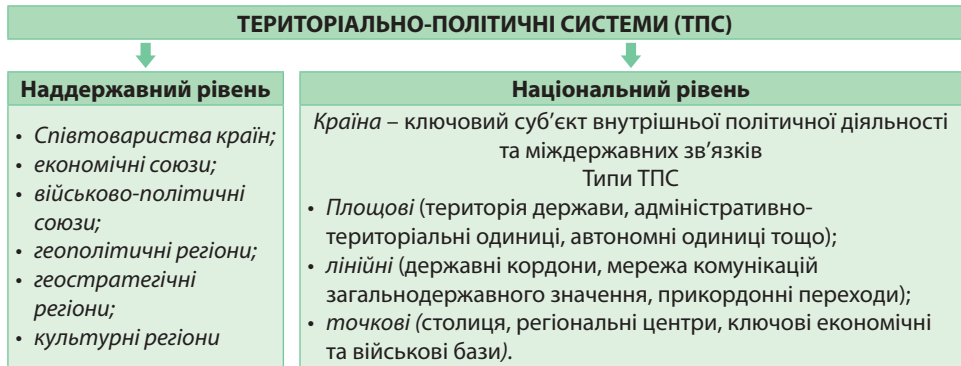 ТЕРИТОРІАЛЬНО-ПОЛІТИЧНІ СИСТЕМИ (ТПС)
Наддержавний рівень
• Співтовариства країн;
• економічні союзи;
• військово-політичні
союзи;
• геополітичні регіони;
• геостратегічні
регіони;
• культурні регіони
Національний рівень
Країна – ключовий суб’єкт внутрішньої політичної діяльності
та міждержавних зв’язків
Типи ТПС
• Площові (територія держави, адміністративно-
територіальні одиниці, автономні одиниці тощо);
• лінійні (державні кордони, мережа комунікацій
загальнодержавного значення, прикордонні переходи);
• точкові (столиця, регіональні центри, ключові економічні
та військові бази).